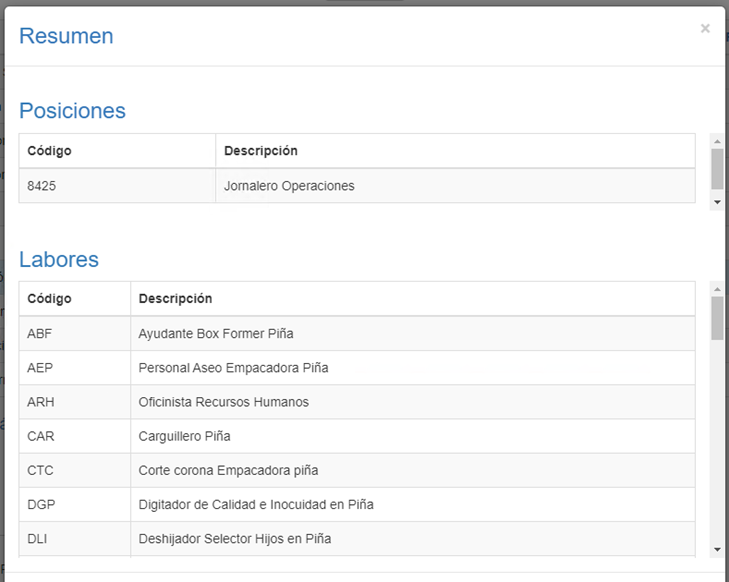 Resumen
×
Posiciones
Código Descripción
8425 Jornalero Operaciones
Labores
Código Descripción
ABF Ayudante Box Former Piña
AEP Personal Aseo Empacadora Piña
ARH Oficinista Recursos Humanos
CAR Carguillero Piña
CTC Corte corona Empacadora piña
DGP Digitador de Calidad e Inocuidad en Piña
DLI Deshijador Selector Hijos en Piña